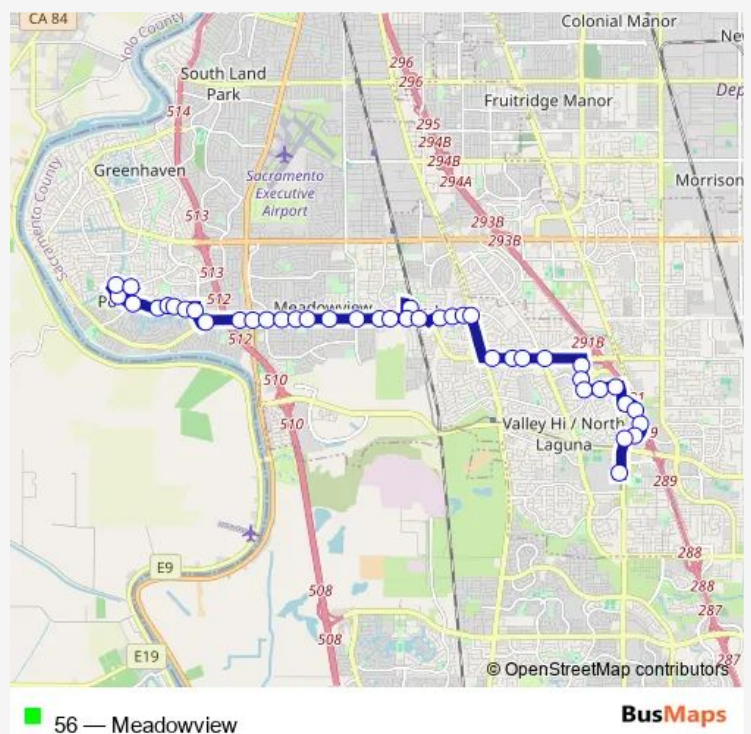 CA 84
Yolo County
Colonial Manor
South Land
Park
296
296
Fruitridge Manor
514
295
294B
294B
294A
Greenhaven
Sacramento
Executive
Airport
Morrison
Sacramento County
513
293B
293B
513
512
Meadowview
512
291B
510
510
Valley Hi / North
Laguna
289
E9
288
288
508
287
508
E19
287
© OpenStreetMap contributors
56 — Meadowview
BusMaps